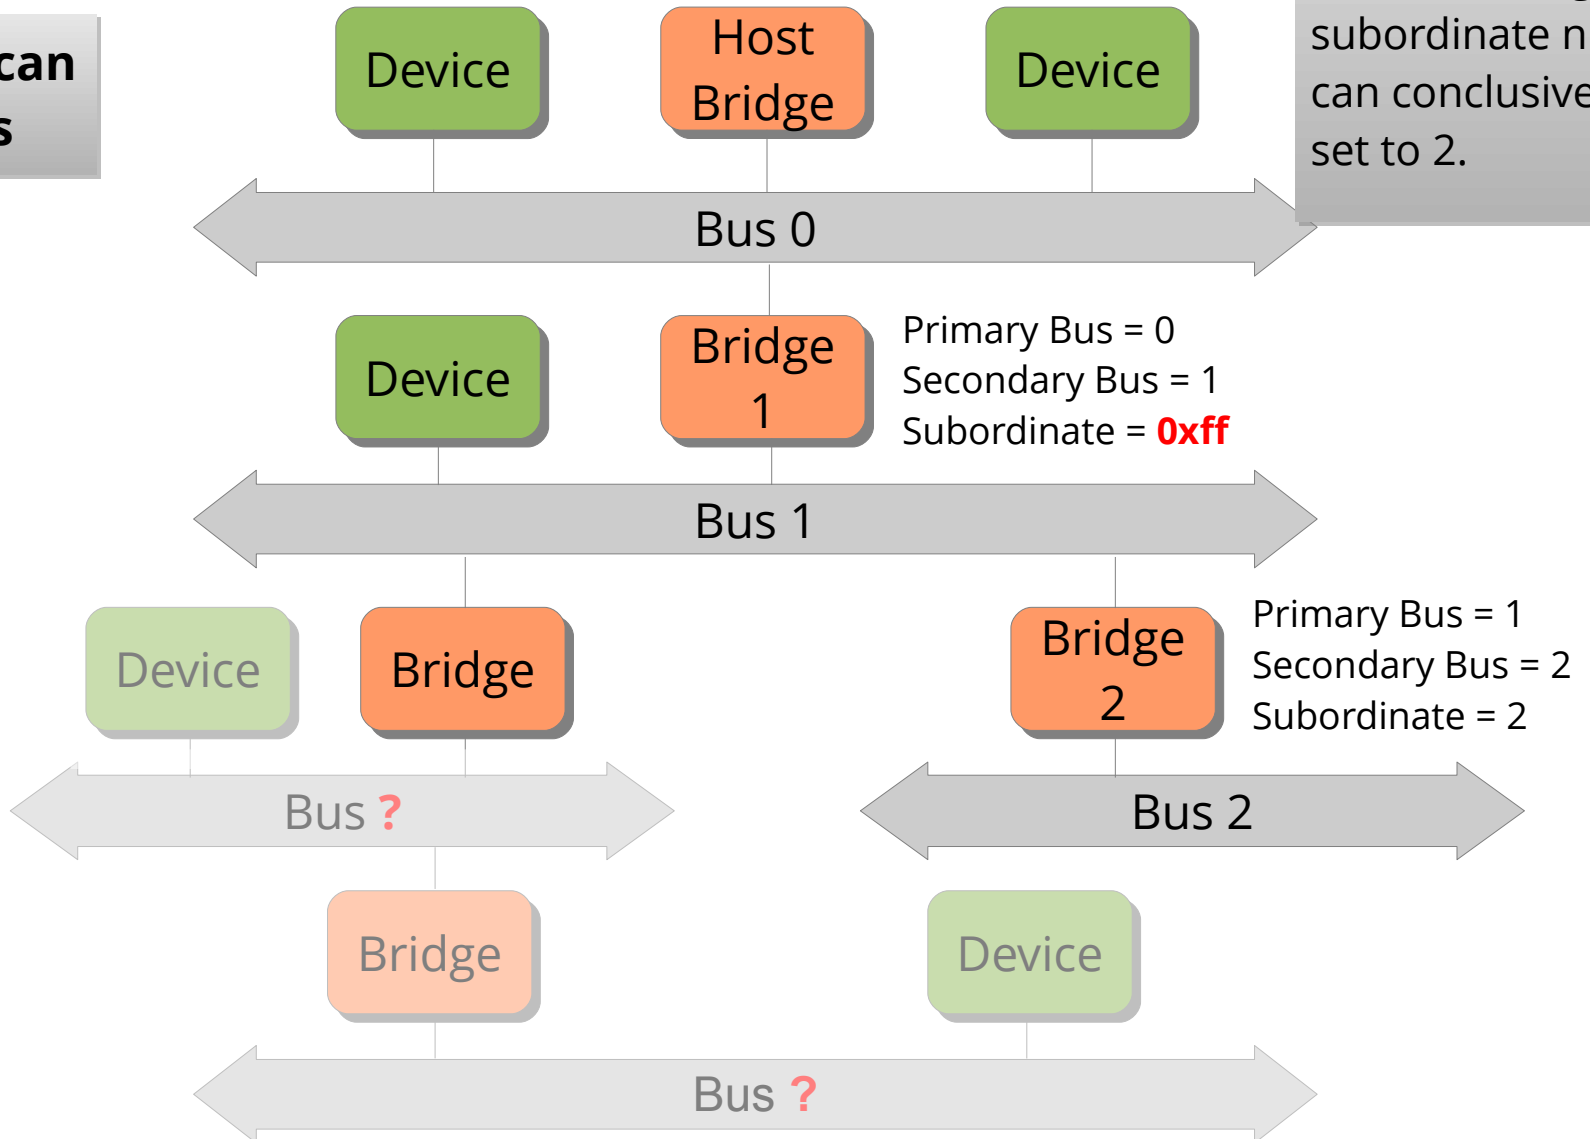 can
s
Device
Host
Bridge
Device
subordinate n
can conclusive
set to 2.
Bus 0
Device
Bridge
1
Primary Bus = 0
Secondary Bus = 1
Subordinate = 0xff
Bus 1
Device
Bridge
Bridge
2
Primary Bus = 1
Secondary Bus = 2
Subordinate = 2
Bus ?
Bus 2
Bridge
Device
Bus ?